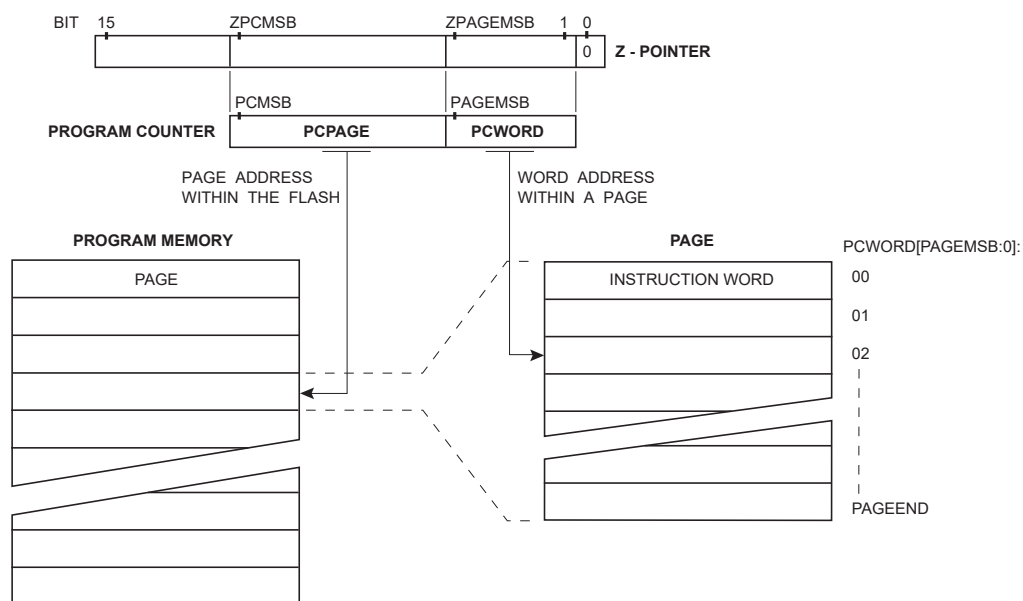 BIT 15 ZPCMSB ZPAGEMSB 1 0
0 Z - POINTER
PCMSB PAGEMSB
PROGRAM COUNTER PCPAGE PCWORD
PAGE ADDRESS
WITHIN THE FLASH
WORD ADDRESS
WITHIN A PAGE
PROGRAM MEMORY PAGE PCWORD[PAGEMSB:0]:
PAGE INSTRUCTION WORD 00
01
02
PAGEEND